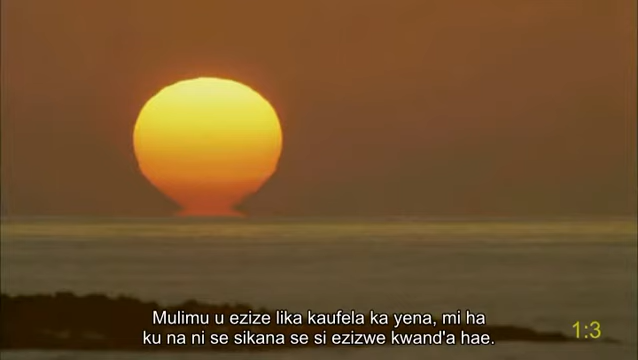 Mulimu u ezize lika kaufela ka yena, mi ha
ku na ni se sikana se si ezizwe kwand'a hae.
1:3